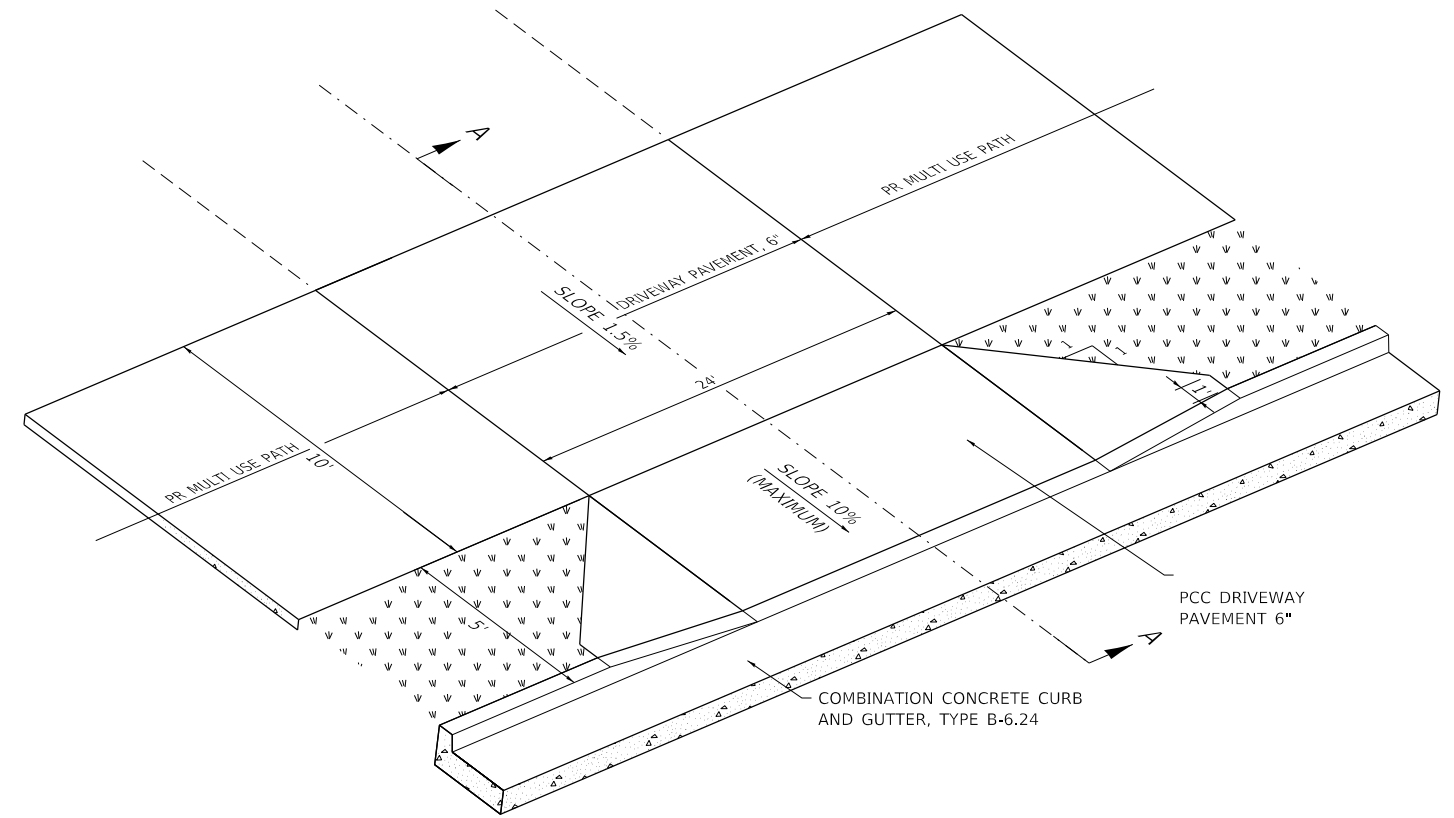 A
PR MULTI USE PATH
DRIVEWAY PAVEMENT, 6"
SLOPE 1.5%
24'
1
1
1'
PR MULTI USE PATH
10'
SLOPE 10%
(MAXIMUM)
5'
PCC DRIVEWAY
PAVEMENT 6"
A
COMBINATION CONCRETE CURB
AND GUTTER, TYPE B-6.24